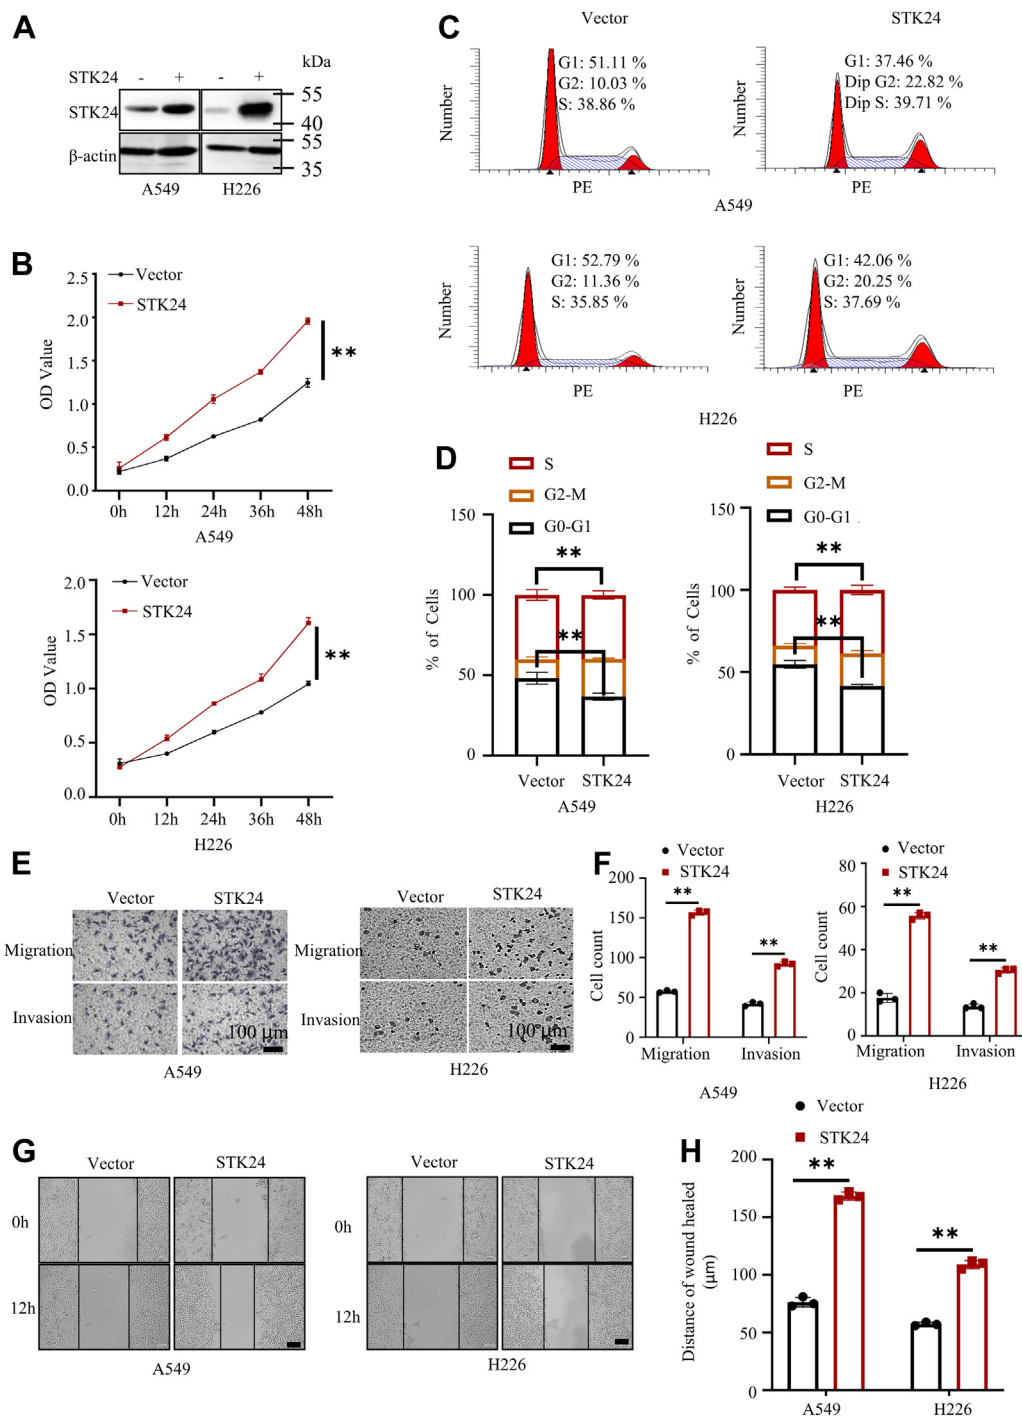 A
STK24 - + - + kDa
STK24
55
40
β-actin
55
35
A549 H226
B
Vector
STK24
OD Value
2.5
2.0
1.5
1.0
0.5
0.0
**
0h 12h 24h 36h 48h
A549
Vector
STK24
OD Value
2.0
1.5
1.0
0.5
0.0
**
0h 12h 24h 36h 48h
H226
C
Vector STK24
Number
G1: 51.11 %
G2: 10.03 %
S: 38.86 %
PE
Number
G1: 37.46 %
Dip G2: 22.82 %
Dip S: 39.71 %
PE
A549
Number
G1: 52.79 %
G2: 11.36 %
S: 35.85 %
PE
Number
G1: 42.06 %
G2: 20.25 %
S: 37.69 %
PE
H226
D
S
G2-M
G0-G1
% of Cells
150
100
50
0
**
**
Vector STK24
A549
S
G2-M
G0-G1
% of Cells
150
100
50
0
**
**
Vector STK24
H226
E
Vector STK24
Migration
Invasion
100 μm
A549
Vector STK24
Migration
Invasion
100 μm
H226
F
Vector
STK24
Cell count
200
150
100
50
0
**
**
Migration Invasion
A549
Vector
STK24
Cell count
80
60
40
20
0
**
**
Migration Invasion
H226
G
Vector STK24
0h
12h
A549
Vector STK24
0h
12h
H226
H
Vector
STK24
Distance of wound healed
(μm)
200
150
100
50
0
**
**
A549 H226